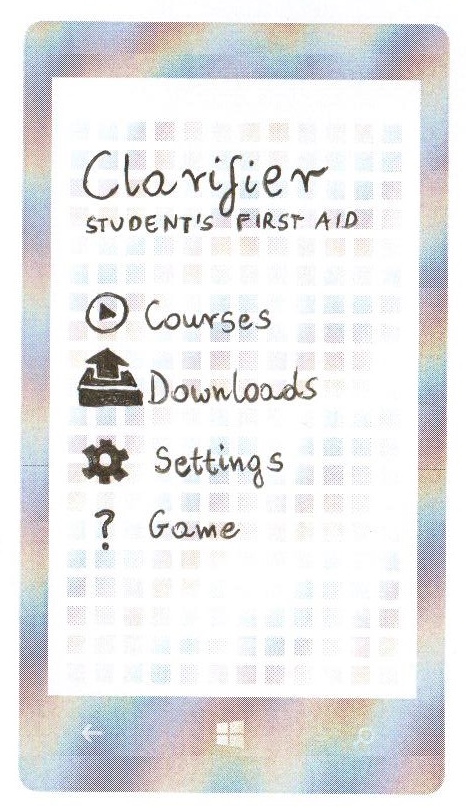 Clarifier
STUDENT'S FIRST AID
Courses
Downloads
Settings
? Game